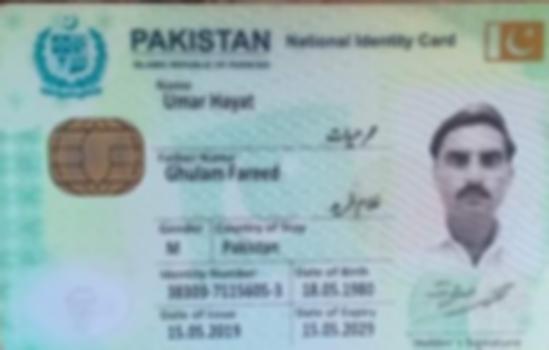 PAKISTAN National Identity Card
ISLAMIC REPUBLIC OF PAKISTAN
Name
Umar Hayat
عمر حیات
Father Name
Ghulam Fareed
غلام فرید
Gender Country of Stay
M Pakistan
Identity Number Date of Birth
38303-7115605-3 18.05.1980
Date of Issue Date of Expiry
15.05.2019 15.05.2029
Holder's Signature